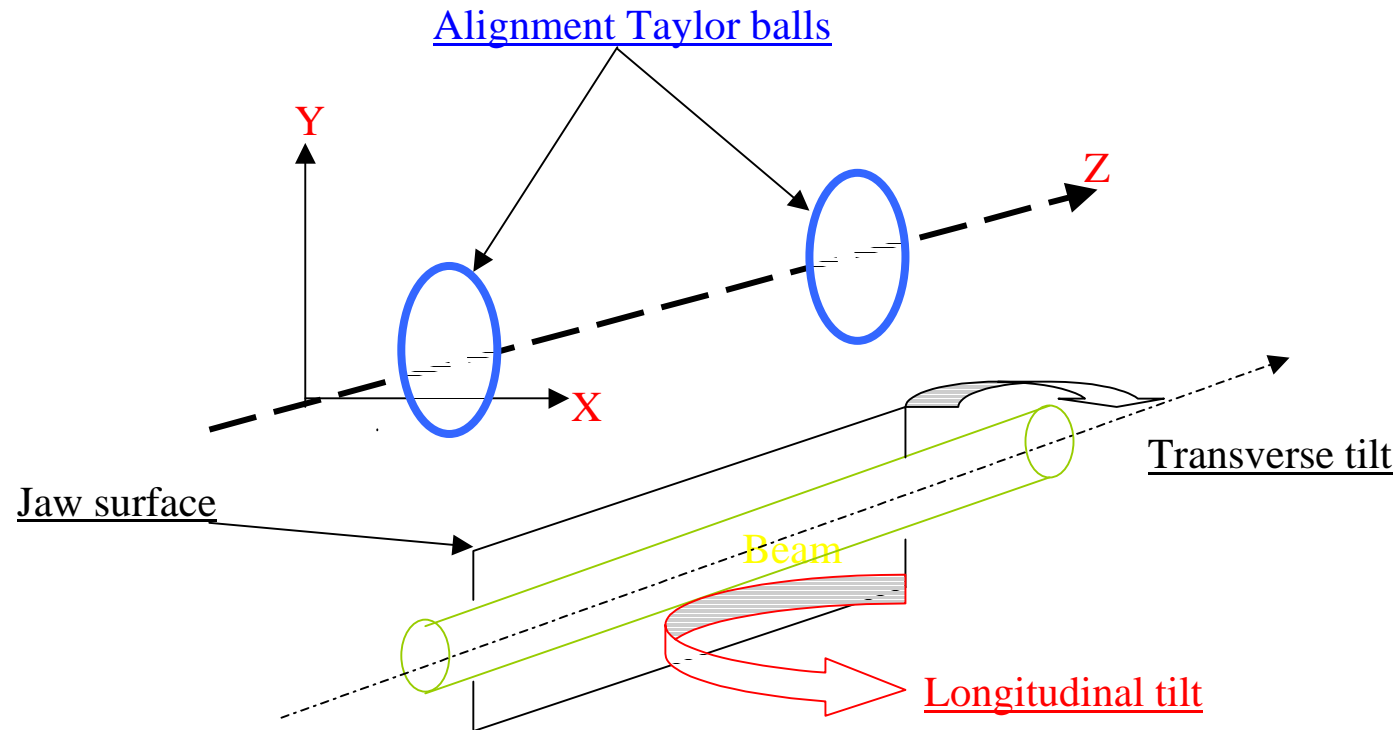 Alignment Taylor balls
Y
Z
X
Transverse tilt
Jaw surface
Beam
Longitudinal tilt